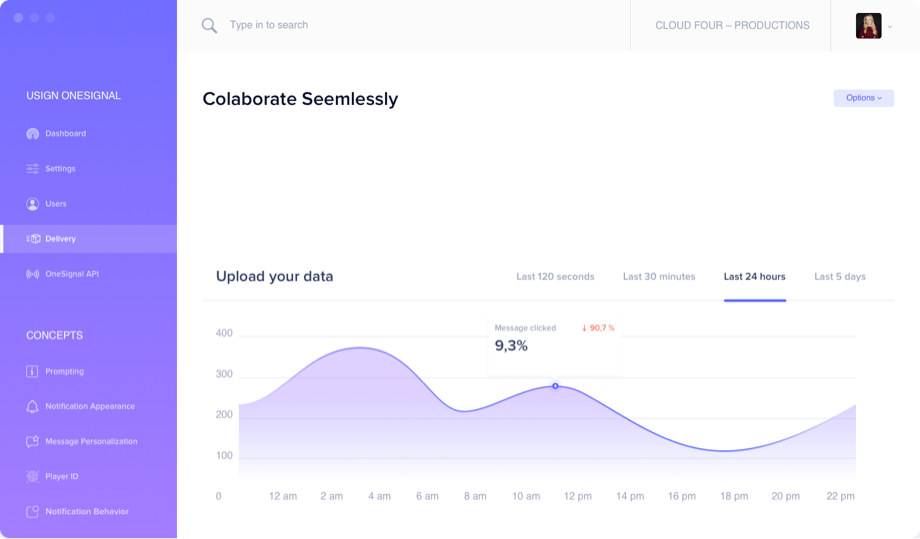 Type in to search
CLOUD FOUR – PRODUCTIONS
USIGN ONESIGNAL
Dashboard
Settings
Users
Delivery
OneSignal API
CONCEPTS
Prompting
Notification Appearance
Message Personalization
Player ID
Notification Behavior
Colaborate Seemlessly
Options
Upload your data
Last 120 seconds
Last 30 minutes
Last 24 hours
Last 5 days
Message clicked
↓ 90,7 %
9,3%
400
300
200
100
0 12 am 2 am 4 am 6 am 8 am 10 am 12 pm 14 pm 16 pm 18 pm 20 pm 22 pm